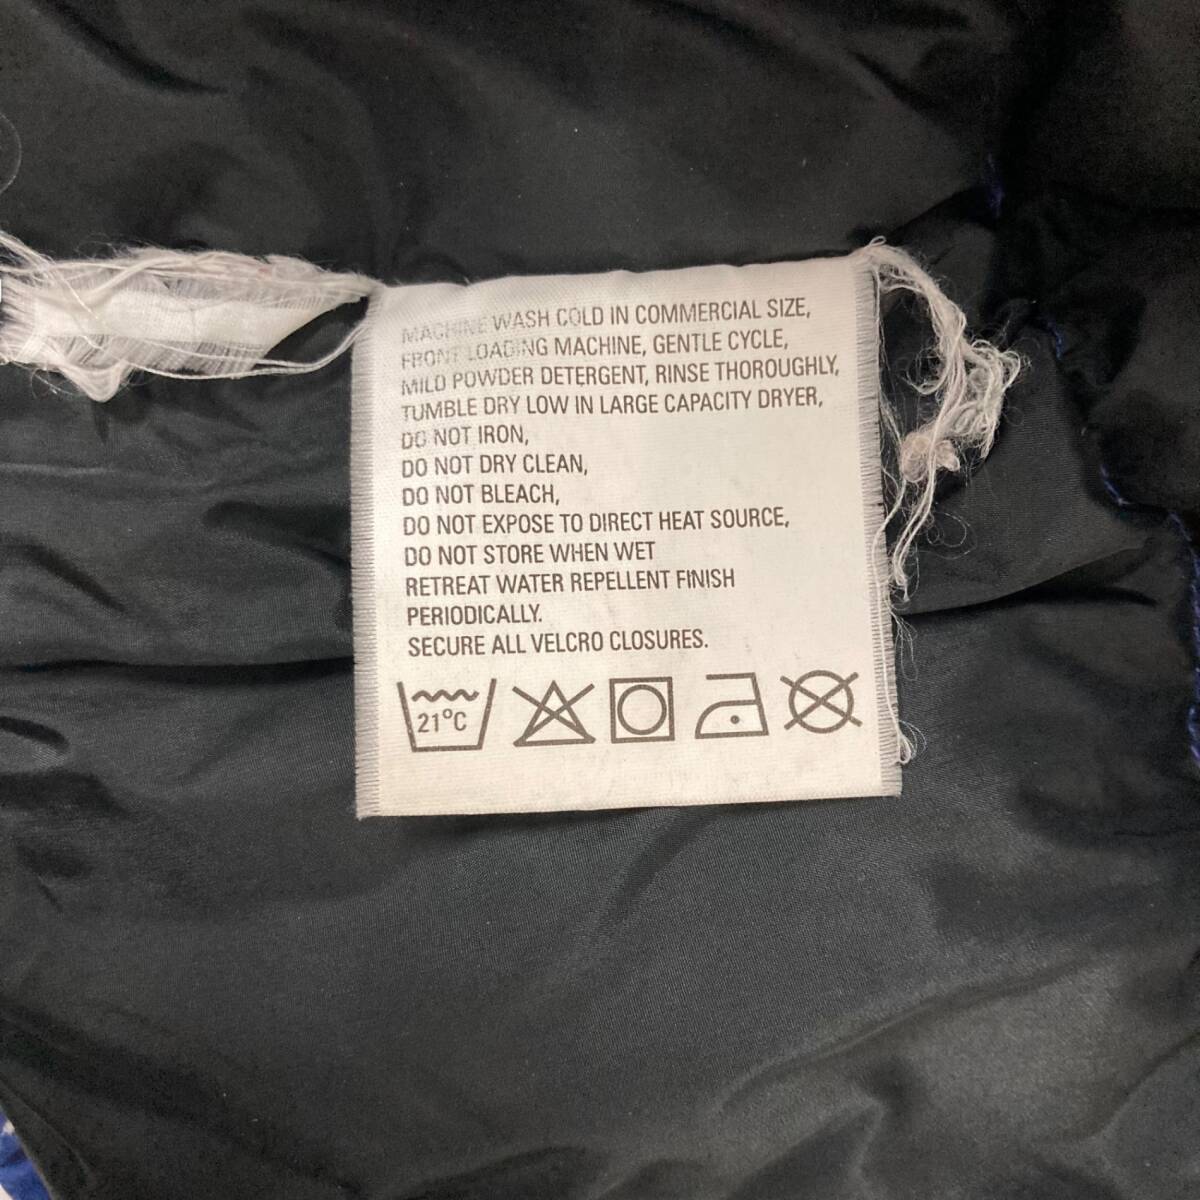 MACHINE WASH COLD IN COMMERCIAL SIZE,
FRONT LOADING MACHINE, GENTLE CYCLE,
MILD POWDER DETERGENT, RINSE THOROUGHLY,
TUMBLE DRY LOW IN LARGE CAPACITY DRYER,
DO NOT IRON,
DO NOT DRY CLEAN,
DO NOT BLEACH,
DO NOT EXPOSE TO DIRECT HEAT SOURCE,
DO NOT STORE WHEN WET
RETREAT WATER REPELLENT FINISH
PERIODICALLY.
SECURE ALL VELCRO CLOSURES.
21°C